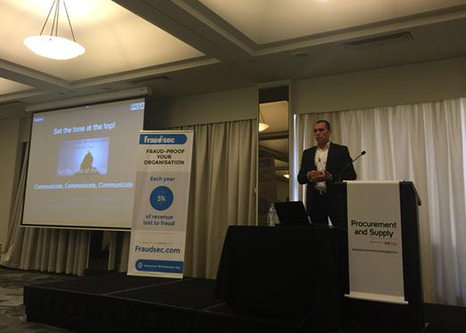 PASA
Set the tone at the top!
Communicate, Communicate, Communicate
Fraudsec
FRAUD-PROOF
YOUR
ORGANISATION
Each year
5%
of revenue
lost to fraud
Fraudsec.com
Procurement
and Supply